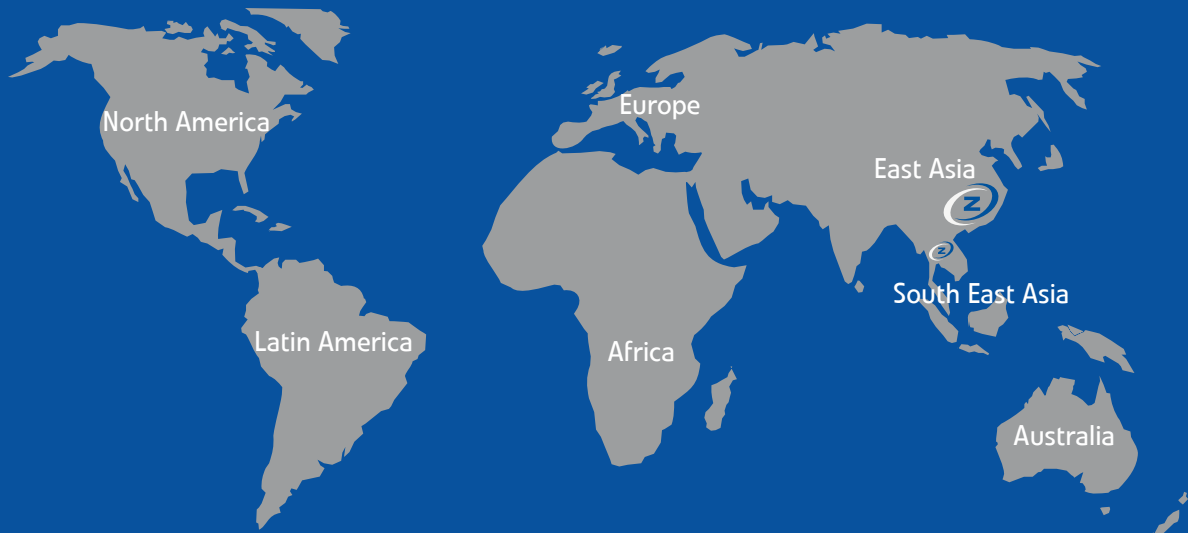 North America
Europe
East Asia
N
N
South East Asia
Latin America
Africa
Australia